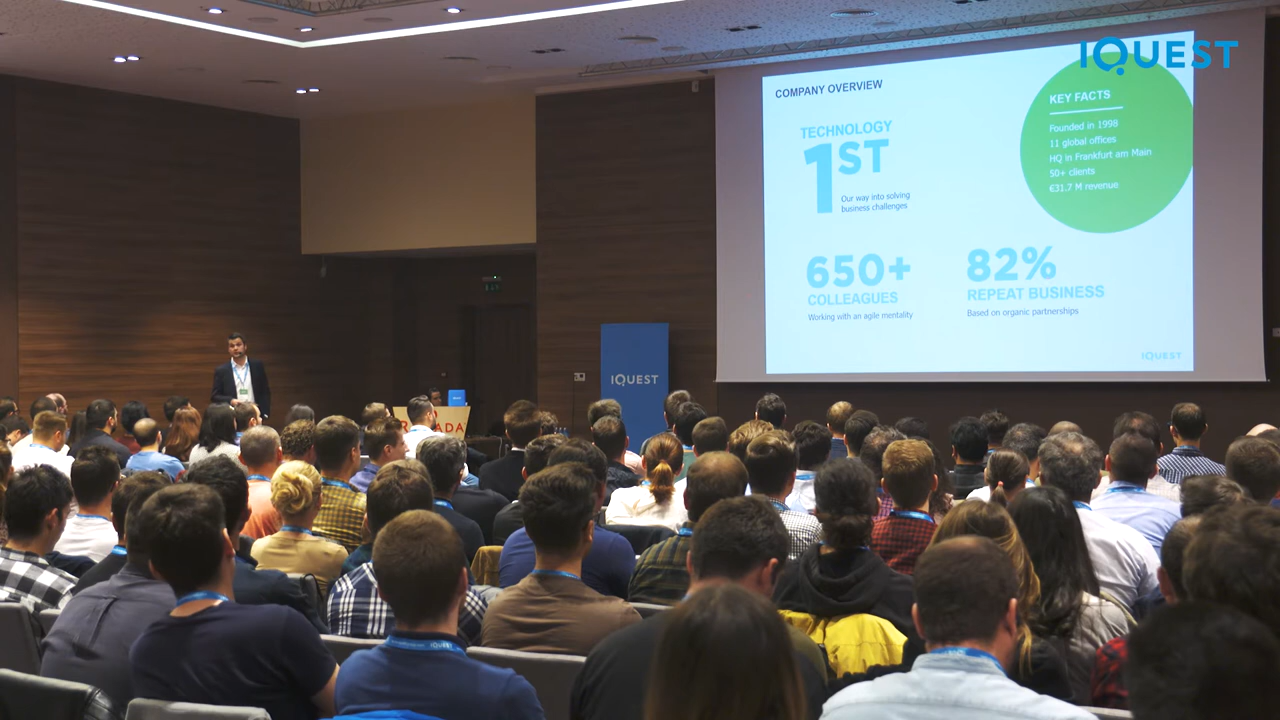 IQUEST
COMPANY OVERVIEW
TECHNOLOGY
1ST
Our way into solving
business challenges
KEY FACTS
Founded in 1998
11 global offices
HQ in Frankfurt am Main
50+ clients
€31.7 M revenue
650+
COLLEAGUES
Working with an agile mentality
82%
REPEAT BUSINESS
Based on organic partnerships
IQUEST
IQUEST
IQUEST